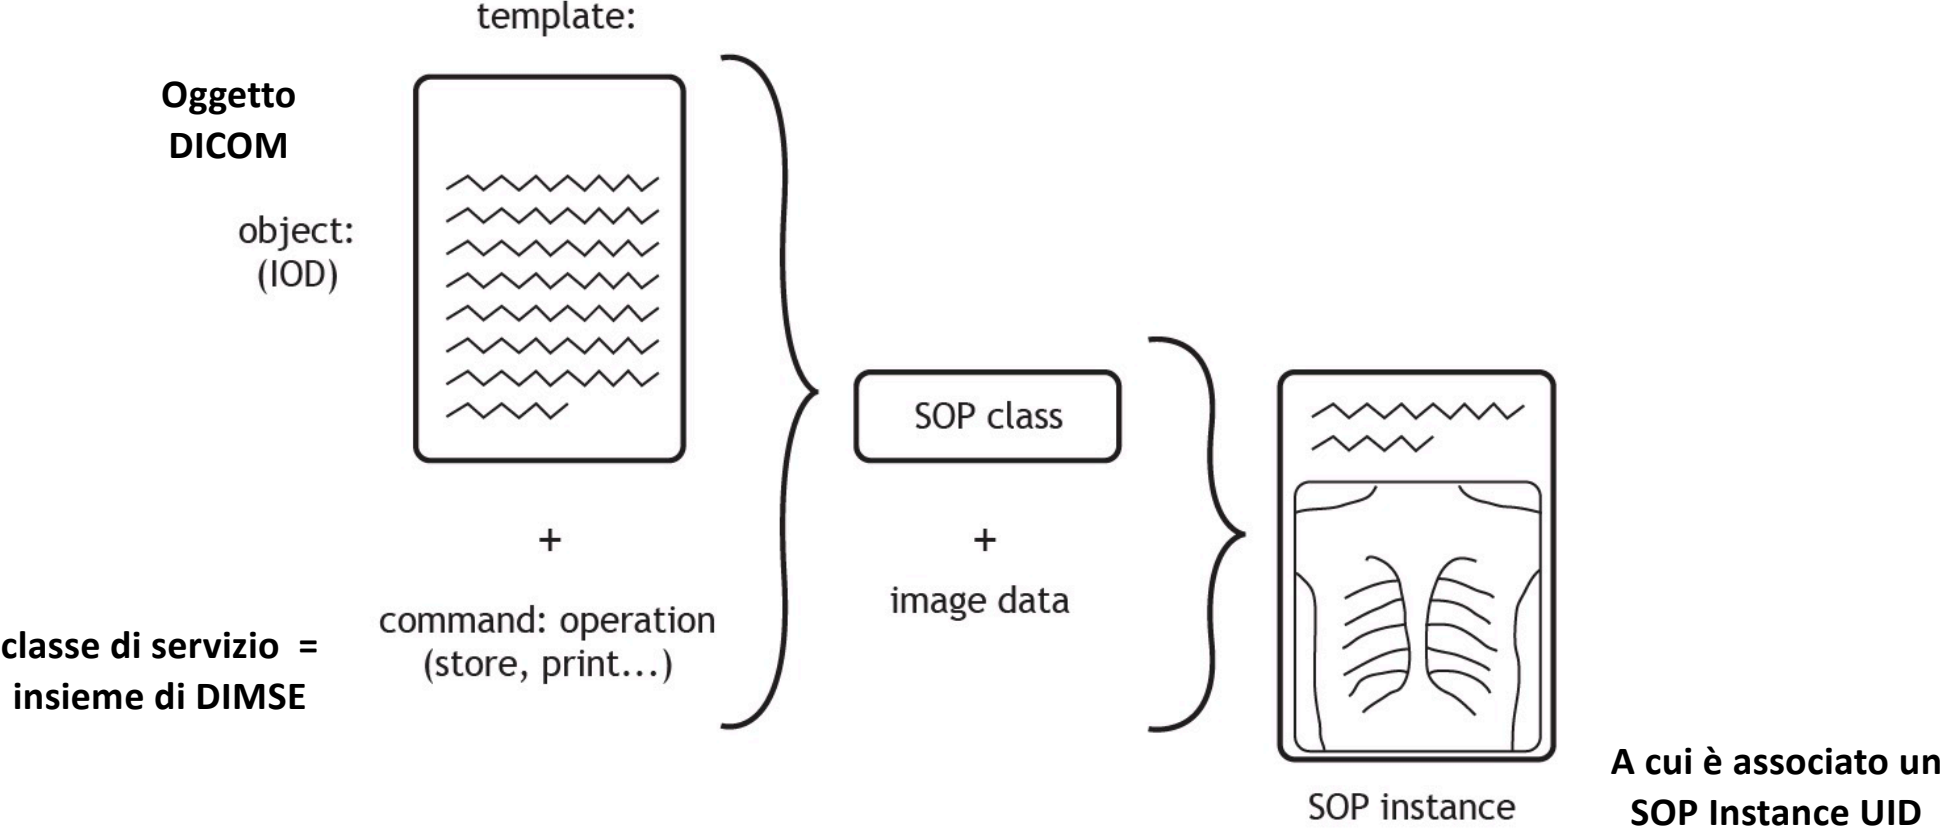 template:
Oggetto
DICOM
object:
(IOD)
+
command: operation
(store, print...)
classe di servizio =
insieme di DIMSE
SOP class
+
image data
SOP instance
A cui è associato un
SOP Instance UID